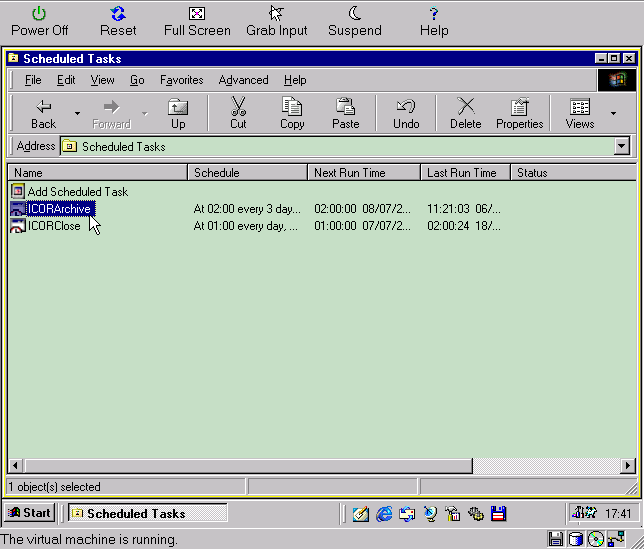 Power Off Reset Full Screen Grab Input Suspend Help
Scheduled Tasks
File Edit View Go Favorites Advanced Help
Back Forward Up Cut Copy Paste Undo Delete Properties Views
Address Scheduled Tasks
Name Schedule Next Run Time Last Run Time Status
Add Scheduled Task
ICORArchive At 02:00 every 3 day... 02:00:00 08/07/2... 11:21:03 06/...
ICORClose At 01:00 every day, ... 01:00:00 07/07/2... 02:00:24 18/...
1 object(s) selected
Start Scheduled Tasks 17:41
The virtual machine is running.